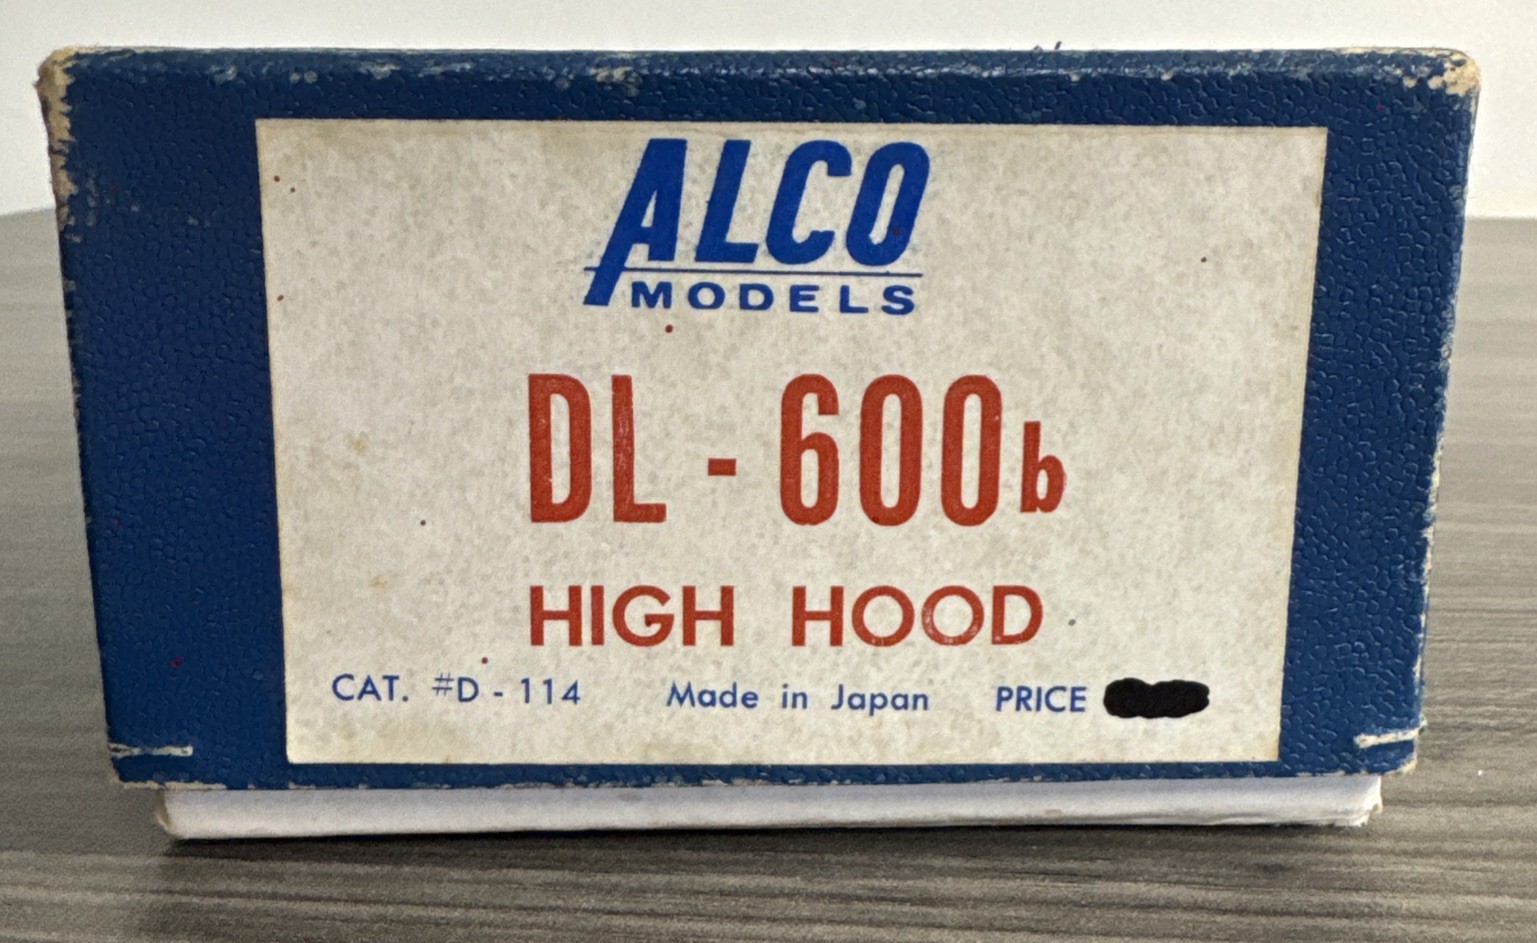 ALCO
MODELS
DL - 600b
HIGH HOOD
CAT. #D - 114 Made in Japan PRICE